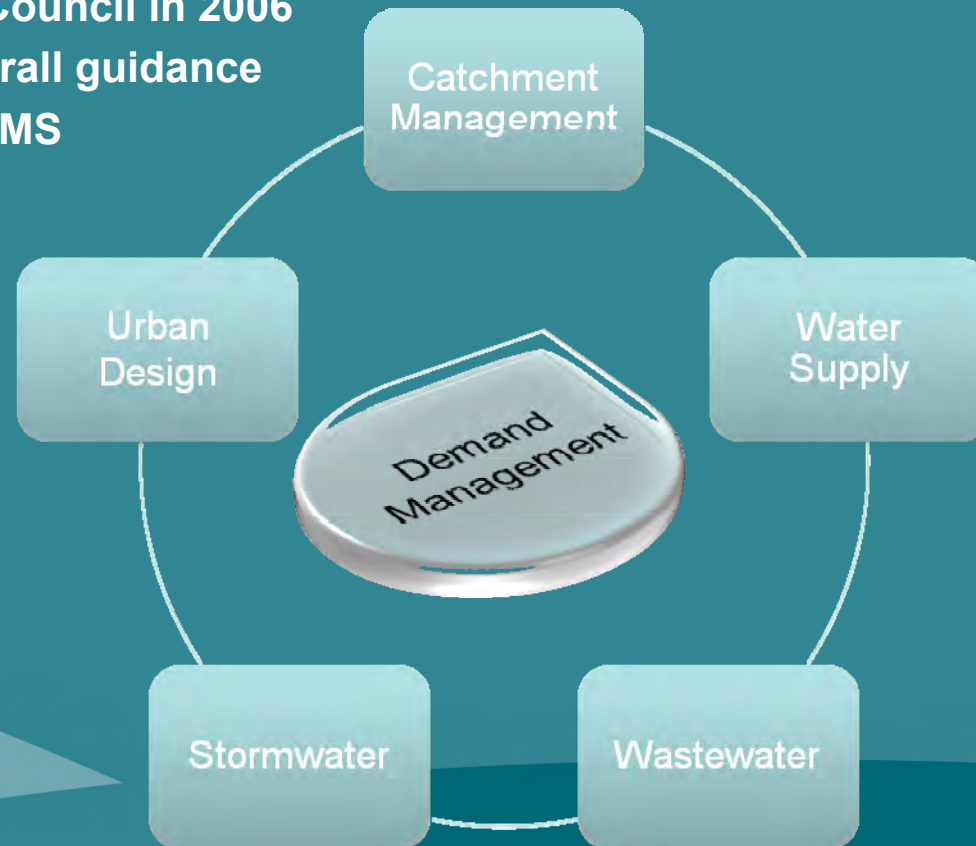 Council in 2006
rall guidance
MS
Catchment
Management
Urban
Design
Water
Supply
Demand
Management
Stormwater
Wastewater